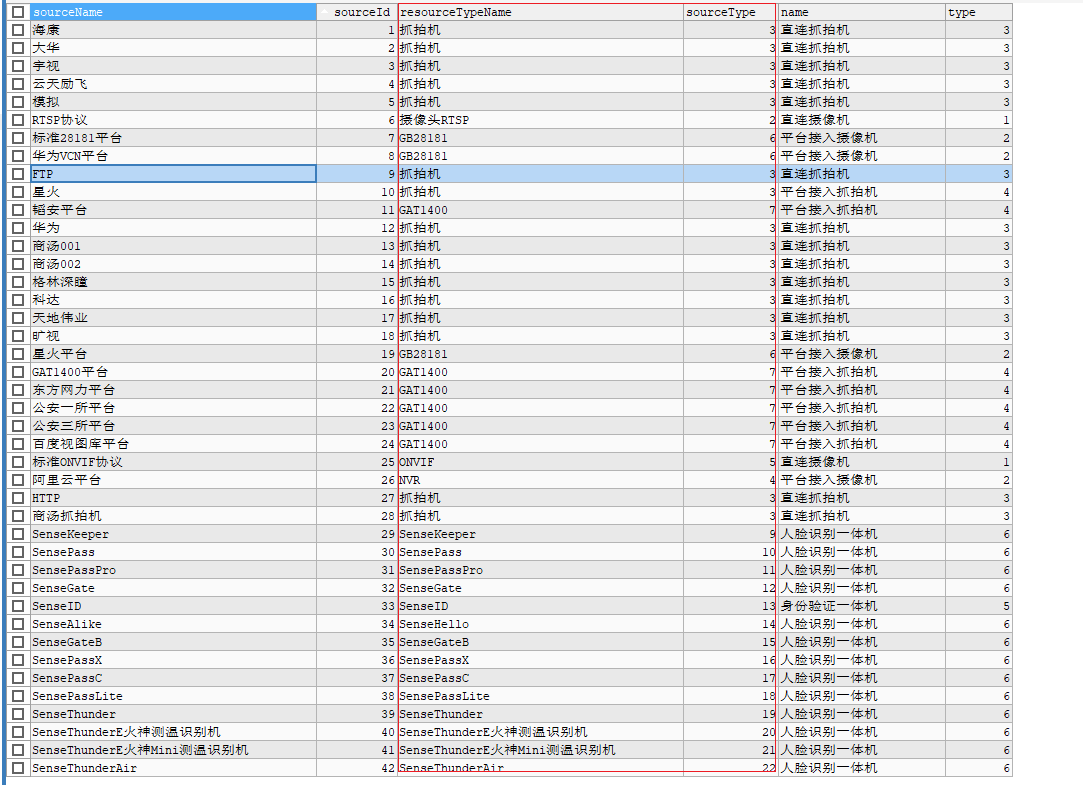 sourceName sourceId resourceTypeName sourceType name type
海康 1 抓拍机 3 直连抓拍机 3
大华 2 抓拍机 3 直连抓拍机 3
宇视 3 抓拍机 3 直连抓拍机 3
云天励飞 4 抓拍机 3 直连抓拍机 3
模拟 5 抓拍机 3 直连抓拍机 3
RTSP协议 6 摄像头RTSP 2 直连摄像机 1
标准28181平台 7 GB28181 6 平台接入摄像机 2
华为VCN平台 8 GB28181 6 平台接入摄像机 2
FTP 9 抓拍机 3 直连抓拍机 3
星火 10 抓拍机 3 平台接入抓拍机 4
韬安平台 11 GAT1400 7 平台接入抓拍机 4
华为 12 抓拍机 3 直连抓拍机 3
商汤001 13 抓拍机 3 直连抓拍机 3
商汤002 14 抓拍机 3 直连抓拍机 3
格林深瞳 15 抓拍机 3 直连抓拍机 3
科达 16 抓拍机 3 直连抓拍机 3
天地伟业 17 抓拍机 3 直连抓拍机 3
旷视 18 抓拍机 3 直连抓拍机 3
星火平台 19 GB28181 6 平台接入摄像机 2
GAT1400平台 20 GAT1400 7 平台接入抓拍机 4
东方网力平台 21 GAT1400 7 平台接入抓拍机 4
公安一所平台 22 GAT1400 7 平台接入抓拍机 4
公安三所平台 23 GAT1400 7 平台接入抓拍机 4
百度视图库平台 24 GAT1400 7 平台接入抓拍机 4
标准ONVIF协议 25 ONVIF 5 直连摄像机 1
阿里云平台 26 NVR 4 平台接入摄像机 2
HTTP 27 抓拍机 3 直连抓拍机 3
商汤抓拍机 28 抓拍机 3 直连抓拍机 3
SenseKeeper 29 SenseKeeper 9 人脸识别一体机 6
SensePass 30 SensePass 10 人脸识别一体机 6
SensePassPro 31 SensePassPro 11 人脸识别一体机 6
SenseGate 32 SenseGate 12 人脸识别一体机 6
SenseID 33 SenseID 13 身份验证一体机 5
SenseAlike 34 SenseHello 14 人脸识别一体机 6
SenseGateB 35 SenseGateB 15 人脸识别一体机 6
SensePassX 36 SensePassX 16 人脸识别一体机 6
SensePassC 37 SensePassC 17 人脸识别一体机 6
SensePassLite 38 SensePassLite 18 人脸识别一体机 6
SenseThunder 39 SenseThunder 19 人脸识别一体机 6
SenseThunderE火神测温识别机 40 SenseThunderE火神测温识别机 20 人脸识别一体机 6
SenseThunderE火神Mini测温识别机 41 SenseThunderE火神Mini测温识别机 21 人脸识别一体机 6
SenseThunderAir 42 SenseThunderAir 22 人脸识别一体机 6